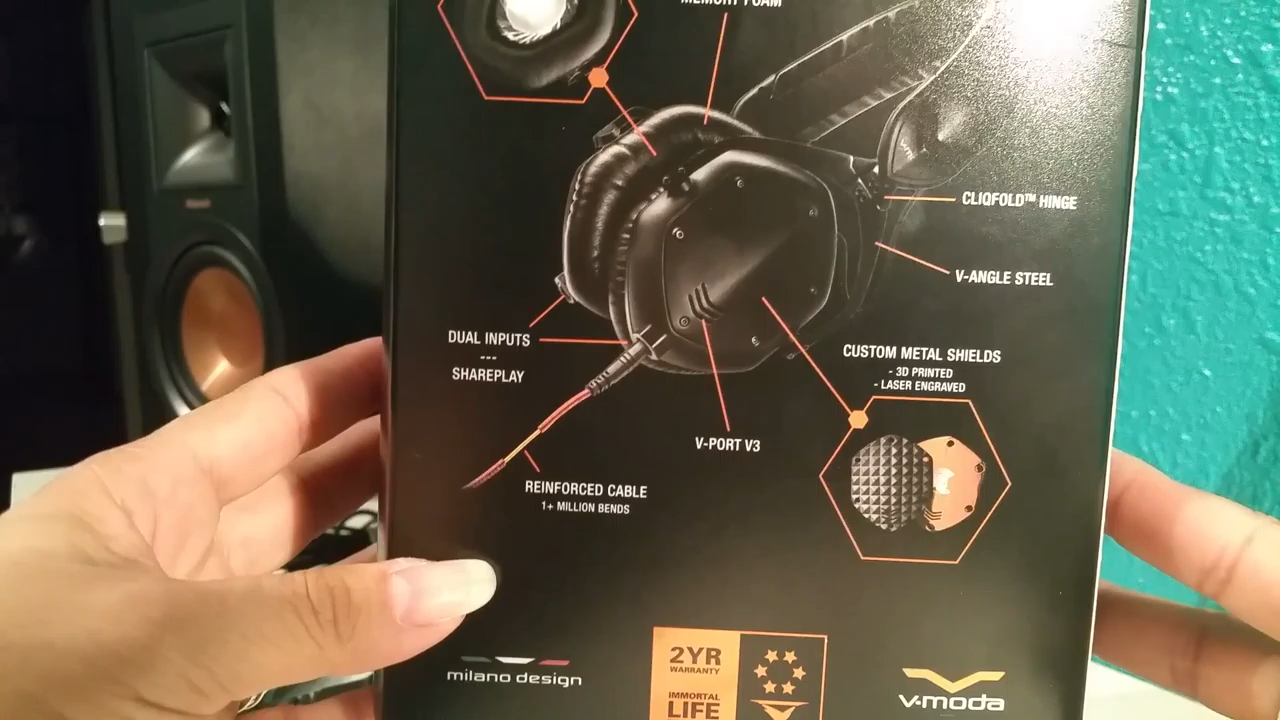 MEMORY FOAM
CLIQFOLD™ HINGE
V-ANGLE STEEL
DUAL INPUTS
---
SHAREPLAY
CUSTOM METAL SHIELDS
- 3D PRINTED
- LASER ENGRAVED
V-PORT V3
REINFORCED CABLE
1+ MILLION BENDS
milano design
2YR
WARRANTY
IMMORTAL
LIFE
v-moda